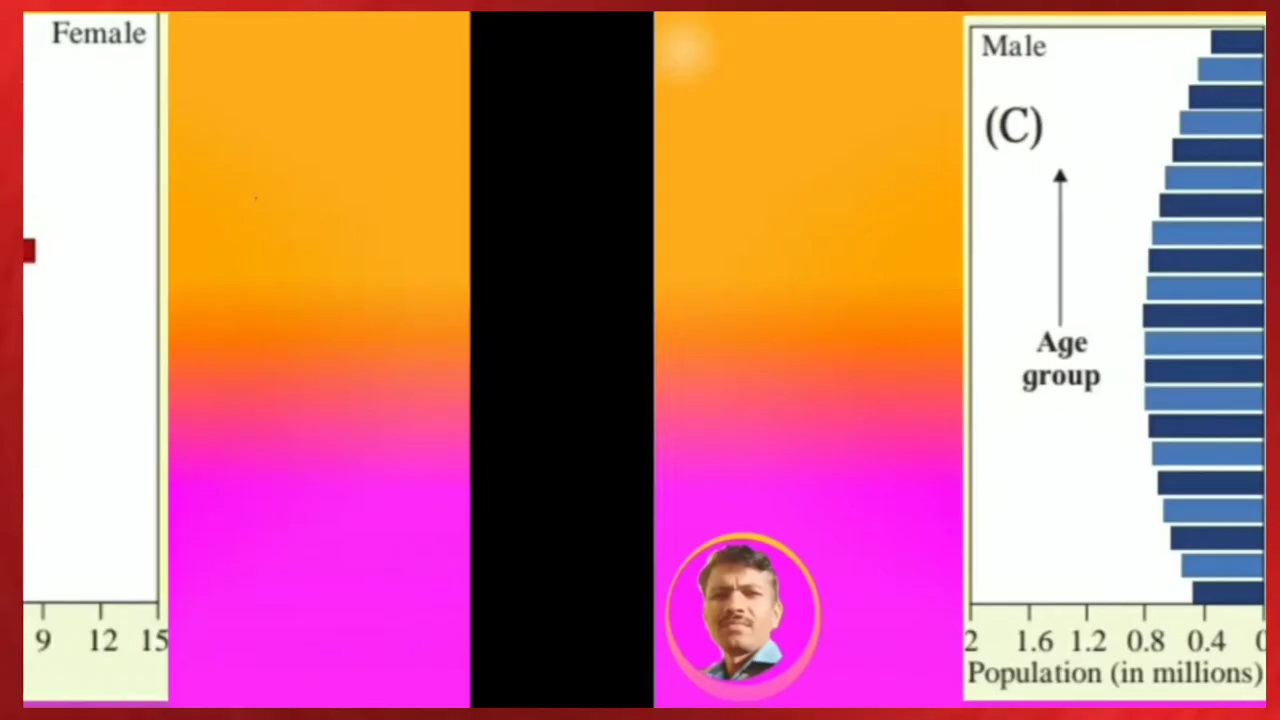 Female
9 12 15
Male
(C)
Age
group
2 1.6 1.2 0.8 0.4 0
Population (in millions)